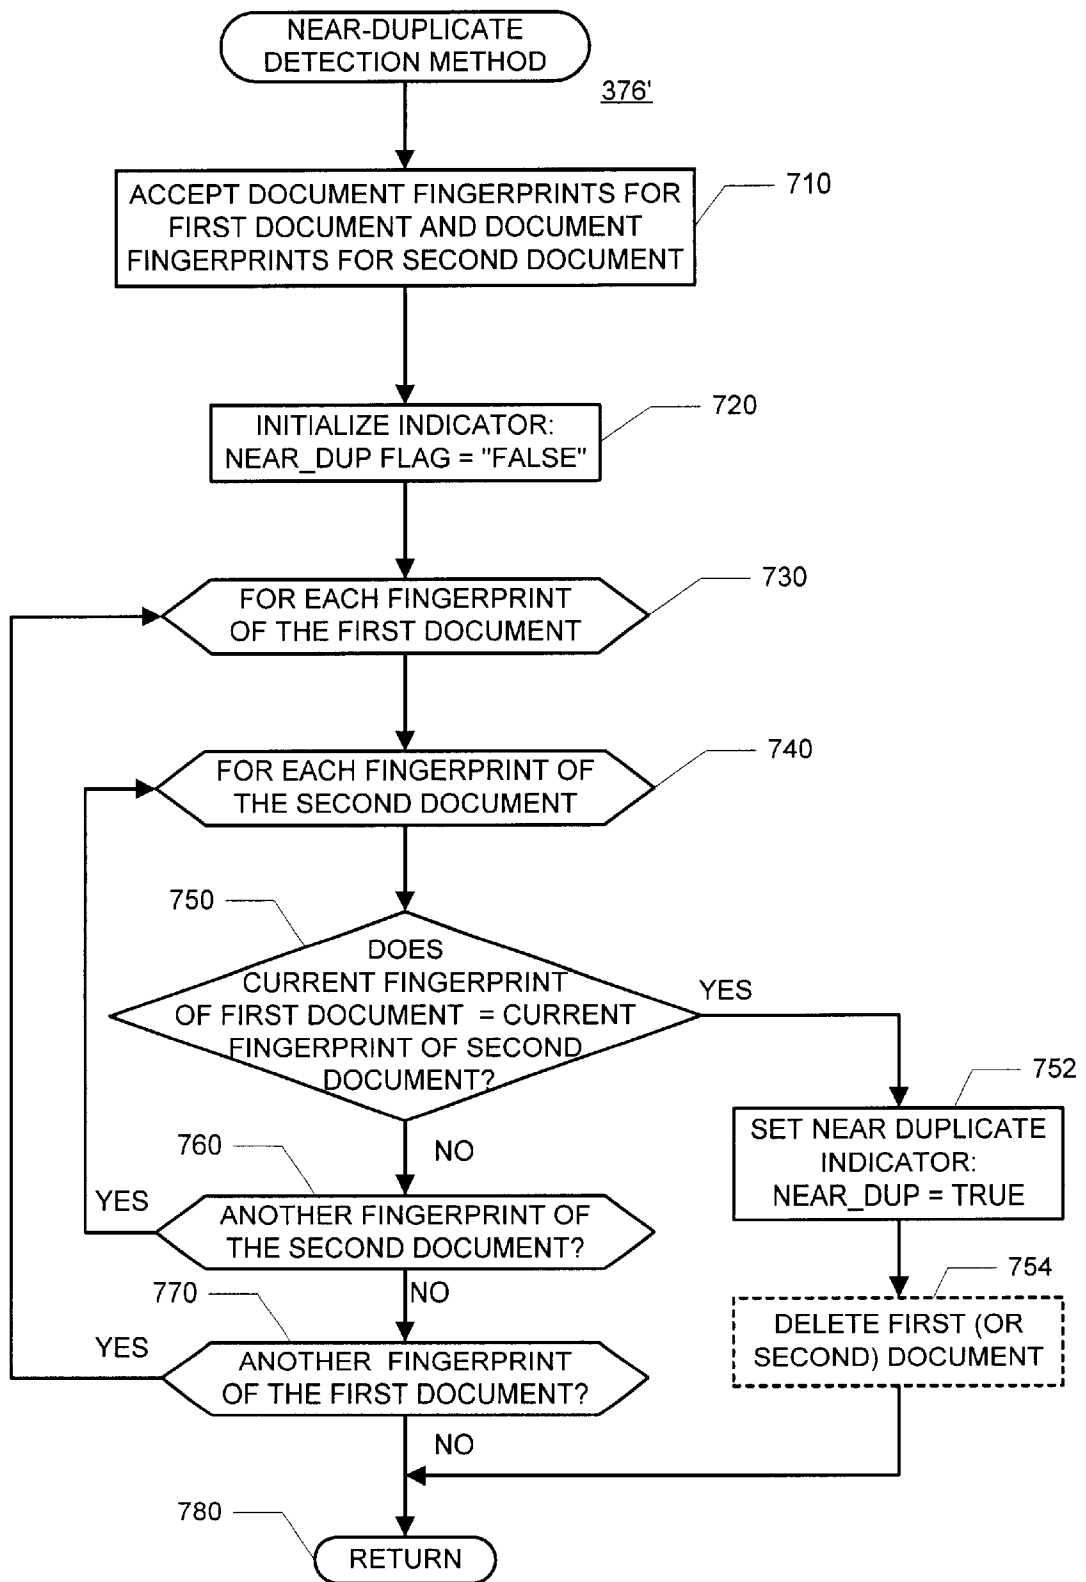 NEAR-DUPLICATE
DETECTION METHOD
376'
ACCEPT DOCUMENT FINGERPRINTS FOR
FIRST DOCUMENT AND DOCUMENT
FINGERPRINTS FOR SECOND DOCUMENT
710
INITIALIZE INDICATOR:
NEAR_DUP FLAG = "FALSE"
720
FOR EACH FINGERPRINT
OF THE FIRST DOCUMENT
730
FOR EACH FINGERPRINT OF
THE SECOND DOCUMENT
740
750
DOES
CURRENT FINGERPRINT
OF FIRST DOCUMENT = CURRENT
FINGERPRINT OF SECOND
DOCUMENT?
YES
752
SET NEAR DUPLICATE
INDICATOR:
NEAR_DUP = TRUE
NO
760
YES
ANOTHER FINGERPRINT OF
THE SECOND DOCUMENT?
754
DELETE FIRST (OR
SECOND) DOCUMENT
NO
770
YES
ANOTHER FINGERPRINT
OF THE FIRST DOCUMENT?
NO
780
RETURN